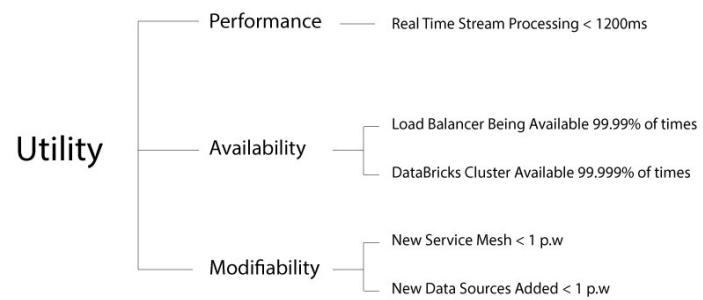 Utility
Performance
Real Time Stream Processing < 1200ms
Availability
Load Balancer Being Available 99.99% of times
DataBricks Cluster Available 99.999% of times
Modifiability
New Service Mesh < 1 p.w
New Data Sources Added < 1 p.w